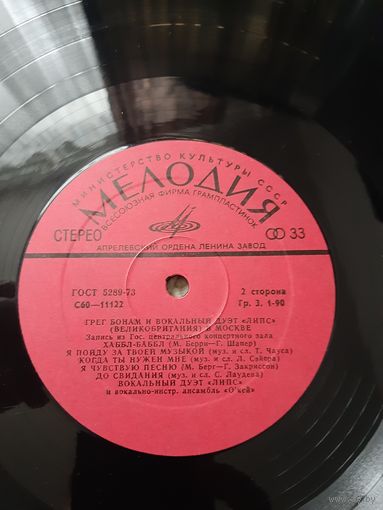 МИНИСТЕРСТВО КУЛЬТУРЫ СССР
МЕЛОДИЯ
ВСЕСОЮЗНАЯ ФИРМА ГРАМПЛАСТИНОК
СТЕРЕО
33
АПРЕЛЕВСКИЙ ОРДЕНА ЛЕНИНА ЗАВОД
ГОСТ 5289-73
2 сторона
С60—11122
Гр. 3. 1-90
ГРЕГ БОНАМ И ВОКАЛЬНЫЙ ДУЭТ «ЛИПС»
(ВЕЛИКОБРИТАНИЯ) В МОСКВЕ
Запись из Гос. центрального концертного зала
ХАББЛ-БАББЛ (М. Берри—Г. Шапер)
Я ПОЙДУ ЗА ТВОЕЙ МУЗЫКОЙ (муз. и сл. Т. Чауса)
КОГДА ТЫ НУЖЕН МНЕ (муз. и сл. Л. Сэйера)
Я ЧУВСТВУЮ ПЕСНЮ (М. Берг—Г. Закриссон)
ДО СВИДАНИЯ (муз. и сл. С. Лаудева)
ВОКАЛЬНЫЙ ДУЭТ «ЛИПС»
и вокально-инстр. ансамбль «О'кей»